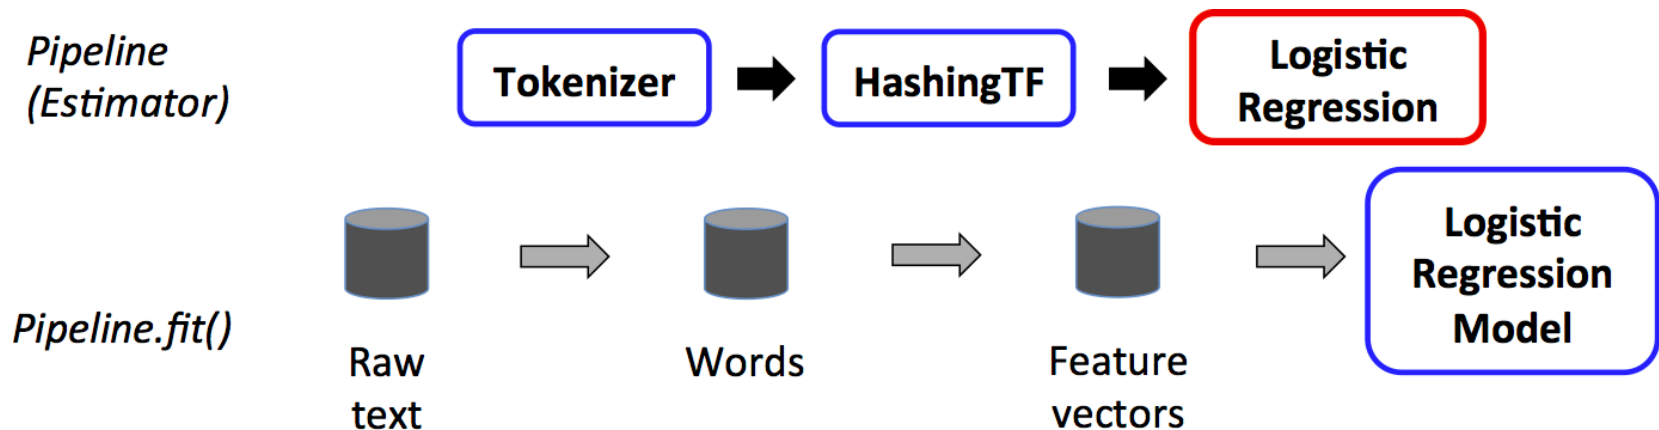 Pipeline
(Estimator)
Tokenizer
HashingTF
Logistic
Regression
Pipeline.fit()
Raw
text
Words
Feature
vectors
Logistic
Regression
Model